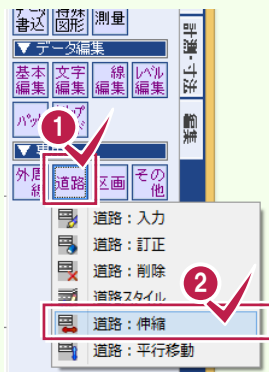 書込 図形 測量
計測・寸法
▼ データ編集
基本編集 文字編集 線編集 レベル編集
編集
1
外周線 道路 区画 その他
道路：入力
道路：訂正
道路：削除
道路スタイル
2
道路：伸縮
道路：平行移動